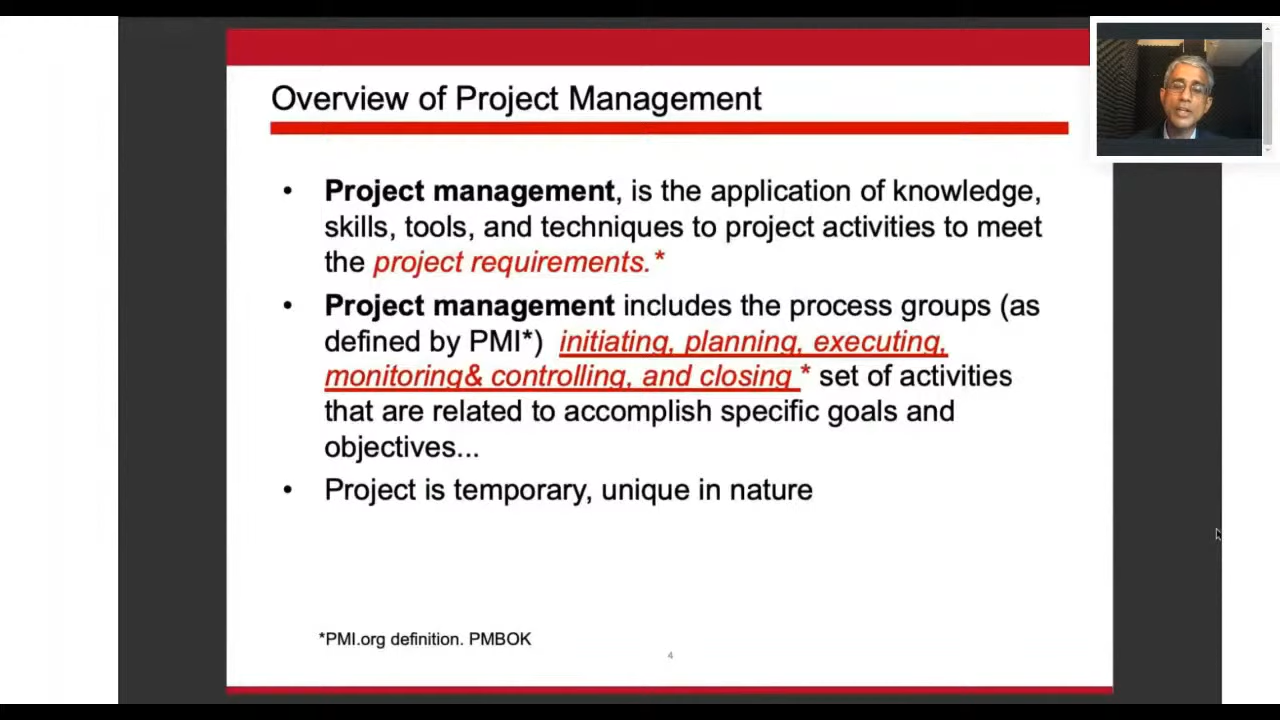 Overview of Project Management
• Project management, is the application of knowledge,
skills, tools, and techniques to project activities to meet
the project requirements.*
• Project management includes the process groups (as
defined by PMI*) initiating, planning, executing,
monitoring& controlling, and closing * set of activities
that are related to accomplish specific goals and
objectives...
• Project is temporary, unique in nature
*PMI.org definition. PMBOK
4